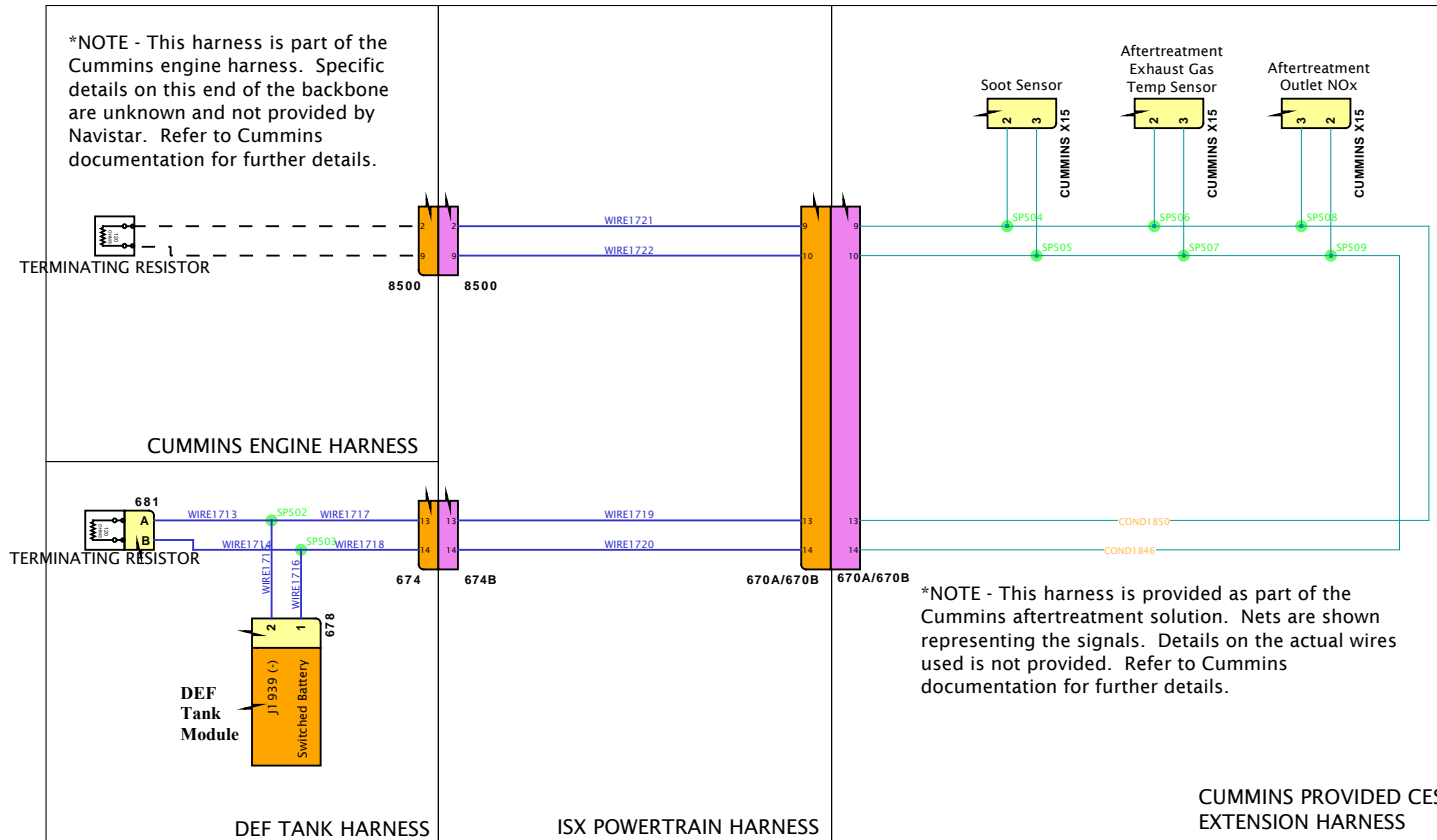 *NOTE - This harness is part of the
Cummins engine harness. Specific
details on this end of the backbone
are unknown and not provided by
Navistar. Refer to Cummins
documentation for further details.
120
OHMS
TERMINATING RESISTOR
2
9
8500
2
9
8500
WIRE1721
WIRE1722
CUMMINS ENGINE HARNESS
Soot Sensor
2 3
CUMMINS X15
Aftertreatment
Exhaust Gas
Temp Sensor
2 3
CUMMINS X15
Aftertreatment
Outlet NOx
3 2
CUMMINS X15
9
10
9
10
SP504
SP505
SP506
SP507
SP508
SP509
681
A
B
120
OHMS
TERMINATING RESISTOR
WIRE1713
SP502
WIRE1717
WIRE1714
SP503
WIRE1718
WIRE1716
13
14
674
13
14
674B
WIRE1719
WIRE1720
13
14
670A/670B
13
14
670A/670B
COND1850
COND1846
2 1
678
J1939 (-)
Switched Battery
DEF
Tank
Module
*NOTE - This harness is provided as part of the
Cummins aftertreatment solution. Nets are shown
representing the signals. Details on the actual wires
used is not provided. Refer to Cummins
documentation for further details.
DEF TANK HARNESS
ISX POWERTRAIN HARNESS
CUMMINS PROVIDED CES
EXTENSION HARNESS